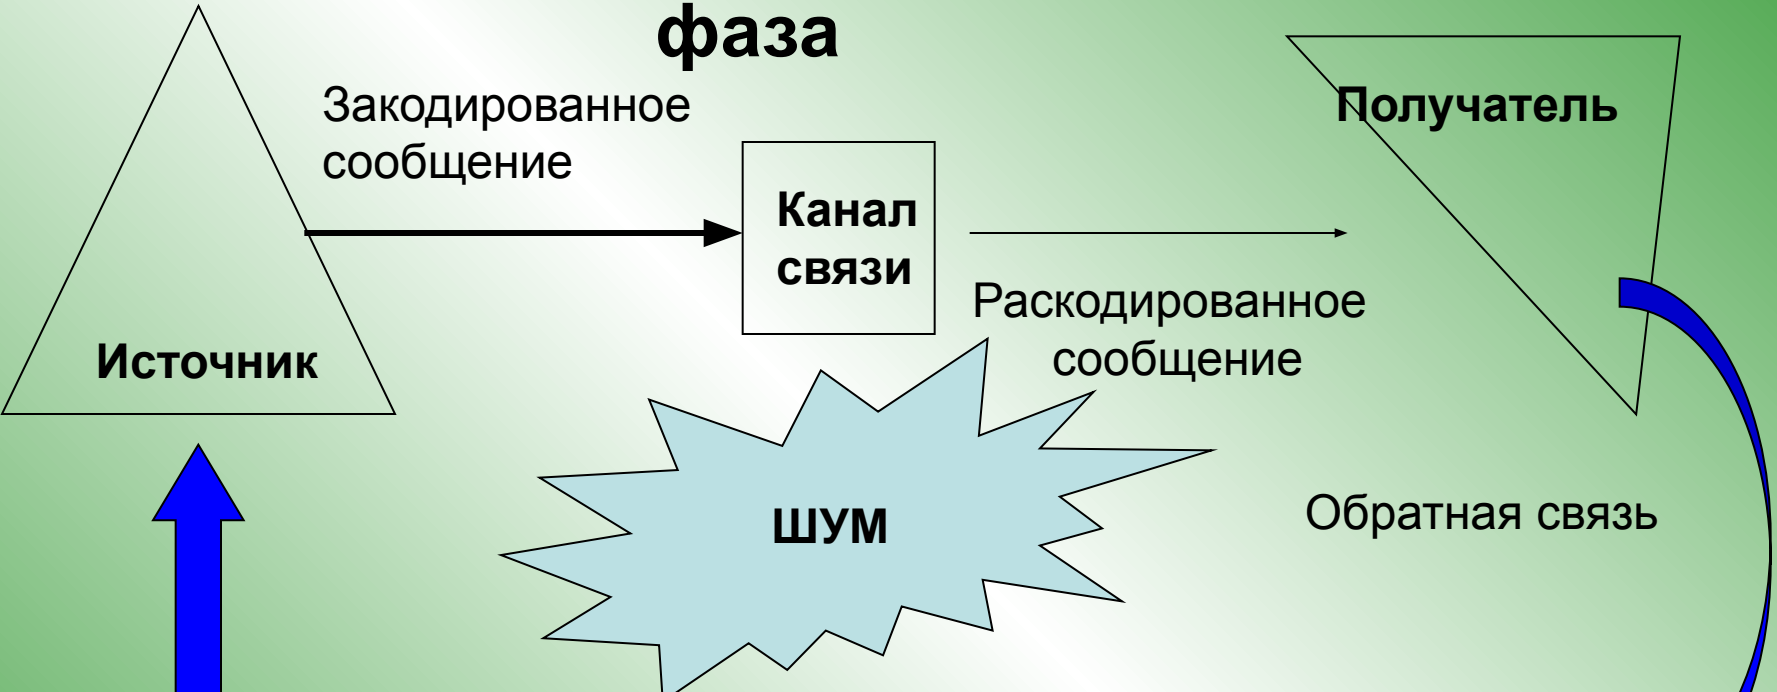 фаза
Закодированное
сообщение
Получатель
Канал
связи
Раскодированное
сообщение
Источник
ШУМ
Обратная связь